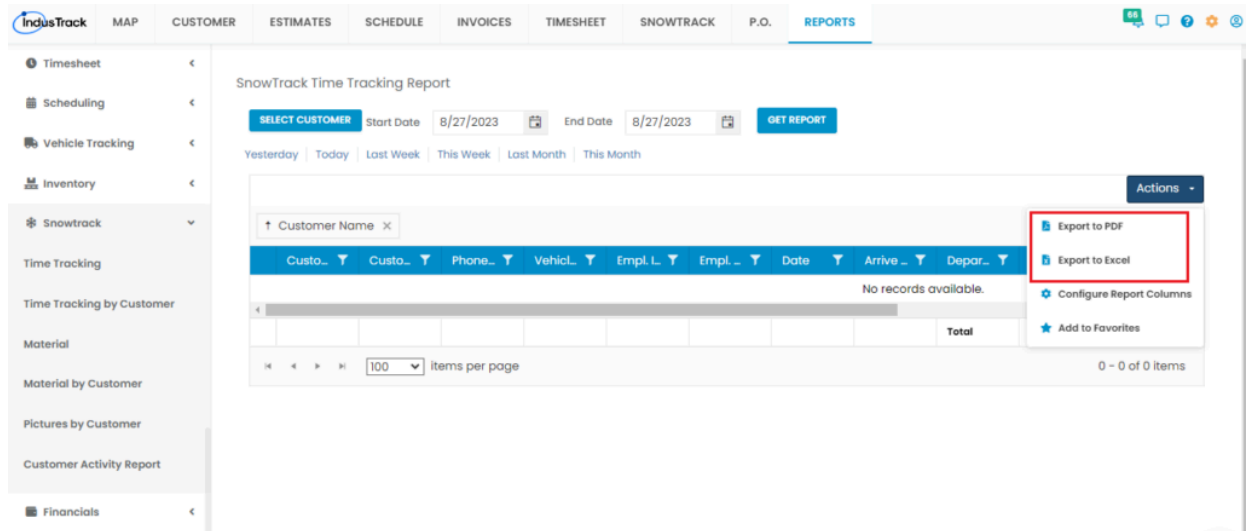 IndusTrack MAP CUSTOMER ESTIMATES SCHEDULE INVOICES TIMESHEET SNOWTRACK P.O. REPORTS 65
Timesheet
Scheduling
Vehicle Tracking
Inventory
Snowtrack
Time Tracking
Time Tracking by Customer
Material
Material by Customer
Pictures by Customer
Customer Activity Report
Financials
SnowTrack Time Tracking Report
SELECT CUSTOMER Start Date 8/27/2023 End Date 8/27/2023 GET REPORT
Yesterday Today Last Week This Week Last Month This Month
Actions
Customer Name
Custo... Custo... Phone... Vehicl... Empl. I... Empl. ... Date Arrive ... Depar...
No records available.
Total
100 items per page 0 - 0 of 0 items
Export to PDF
Export to Excel
Configure Report Columns
Add to Favorites